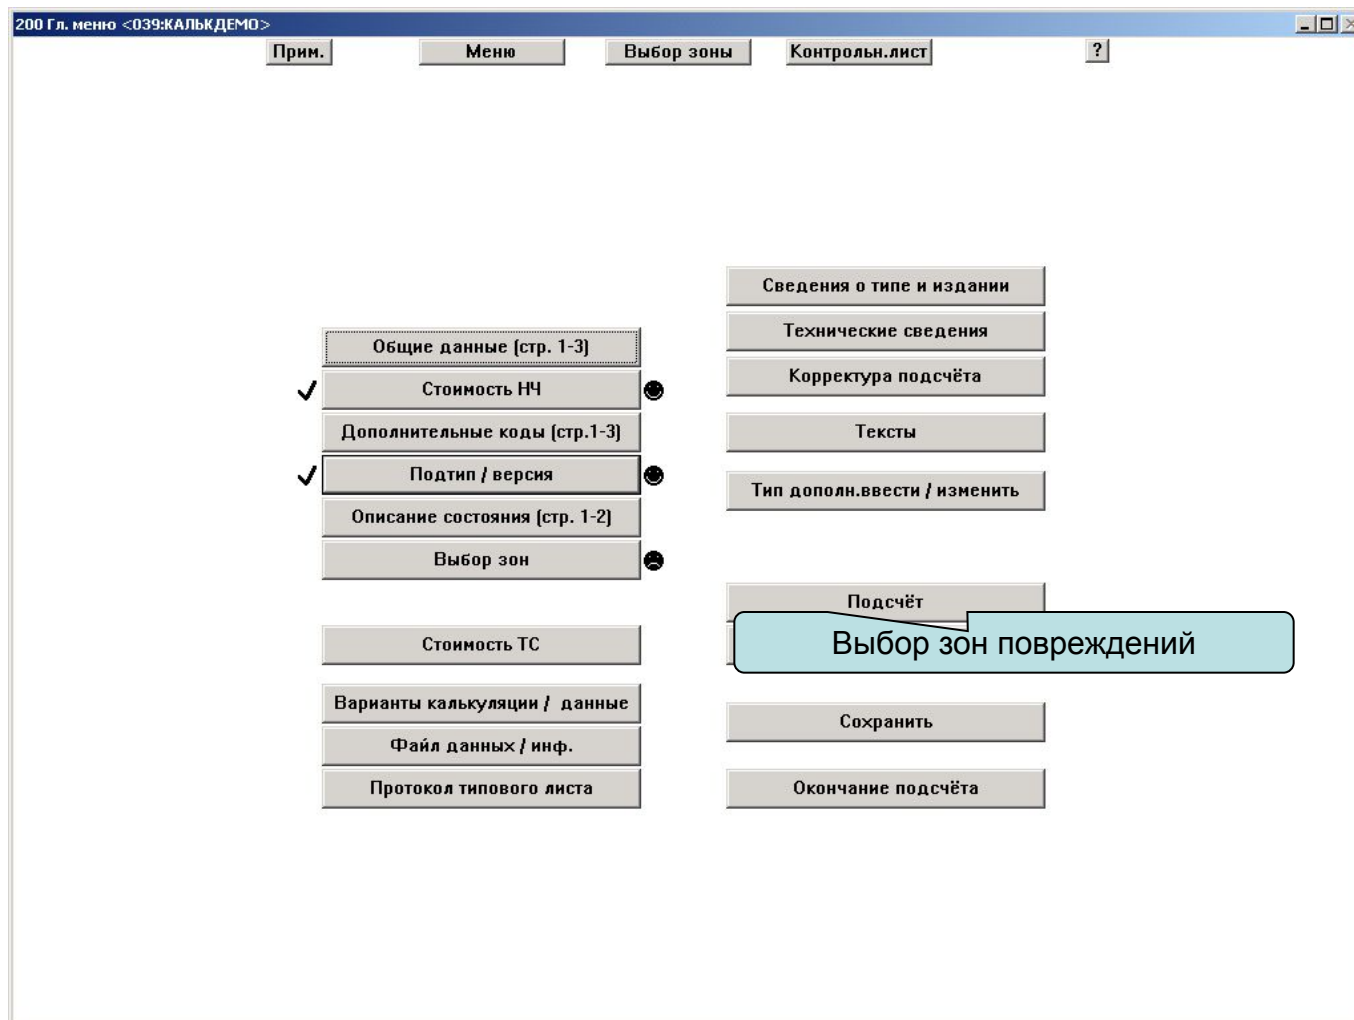 200 Гл. меню <039:КАЛЬКДЕМО>
Прим. Меню Выбор зоны Контрольн.лист ?
Общие данные (стр. 1-3)
Стоимость НЧ
Дополнительные коды (стр.1-3)
Подтип / версия
Описание состояния (стр. 1-2)
Выбор зон
Стоимость ТС
Варианты калькуляции / данные
Файл данных / инф.
Протокол типового листа
Сведения о типе и издании
Технические сведения
Корректура подсчёта
Тексты
Тип дополн.ввести / изменить
Подсчёт
Выбор зон повреждений
Сохранить
Окончание подсчёта